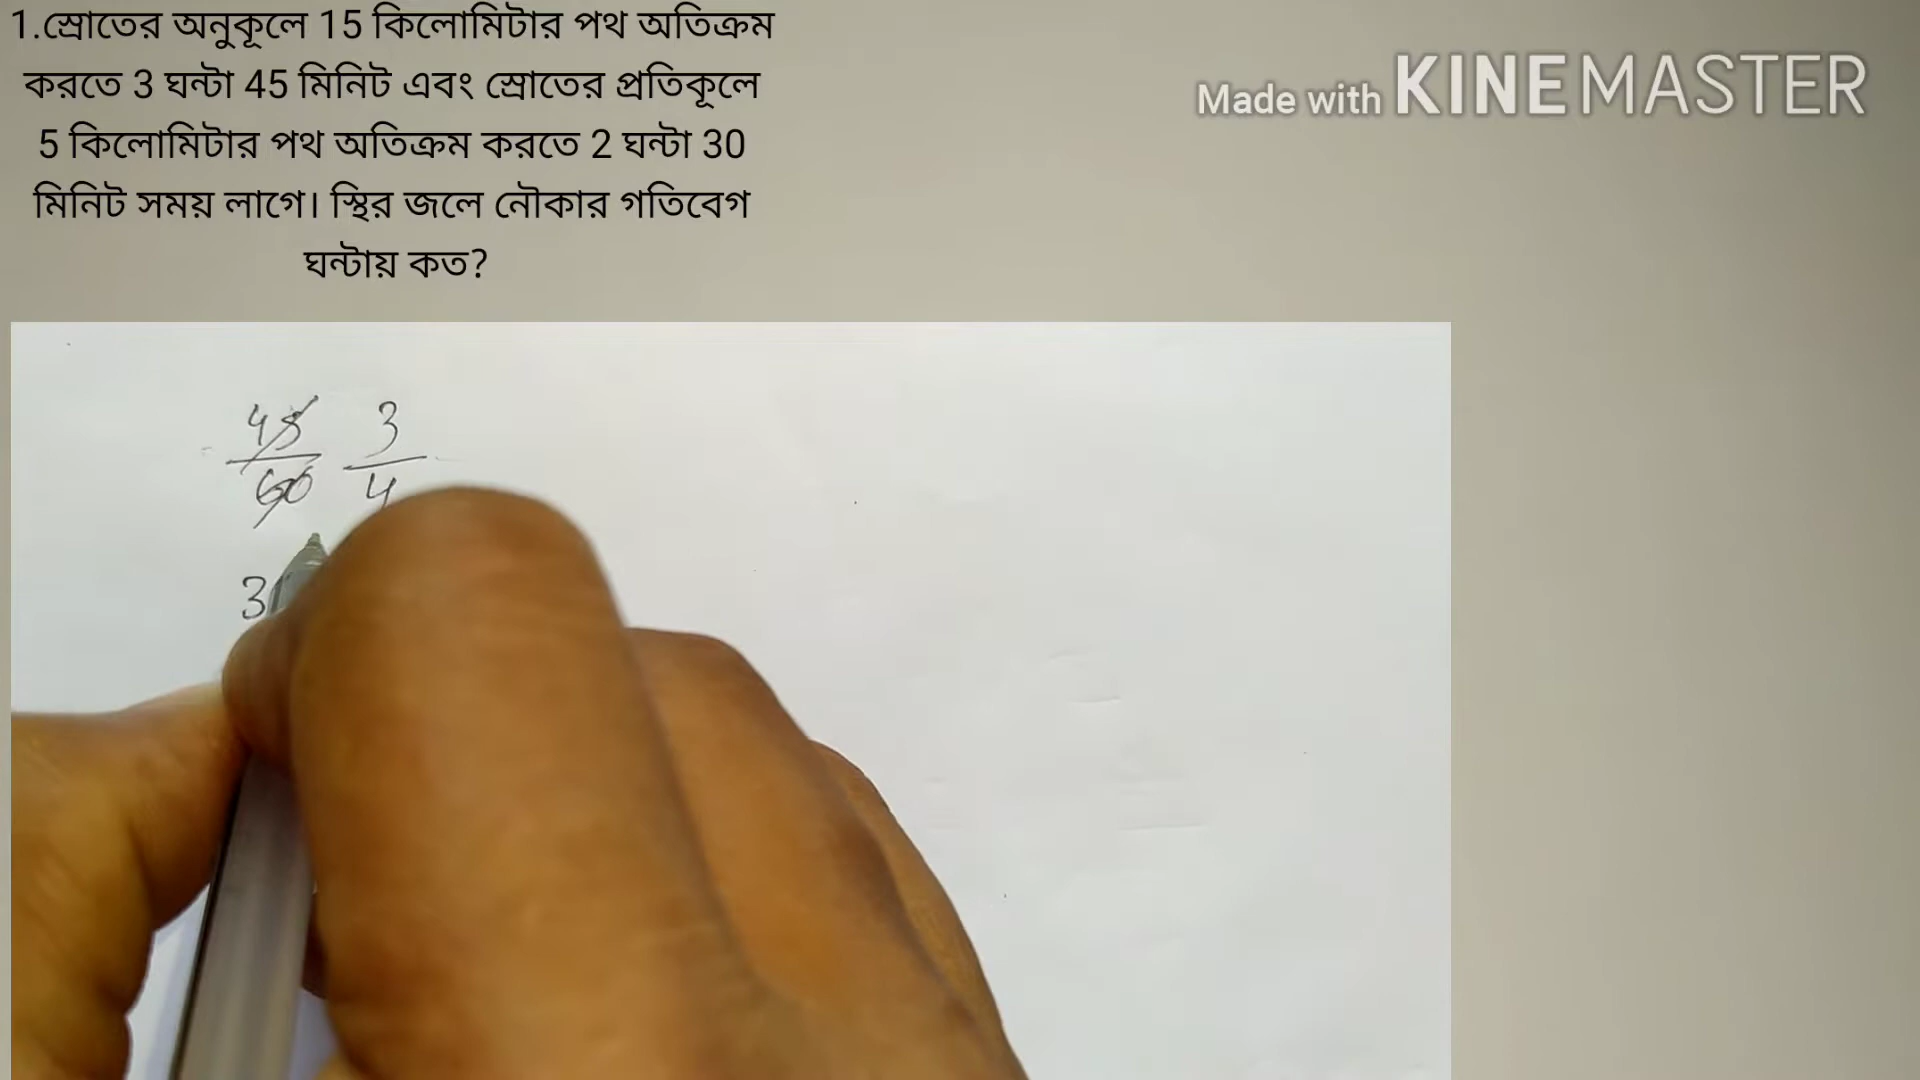 1.স্রোতের অনুকূলে 15 কিলোমিটার পথ অতিক্রম
করতে 3 ঘন্টা 45 মিনিট এবং স্রোতের প্রতিকূলে
5 কিলোমিটার পথ অতিক্রম করতে 2 ঘন্টা 30
মিনিট সময় লাগে। স্থির জলে নৌকার গতিবেগ
ঘন্টায় কত?
Made with KINEMASTER
45 3
60 4
3